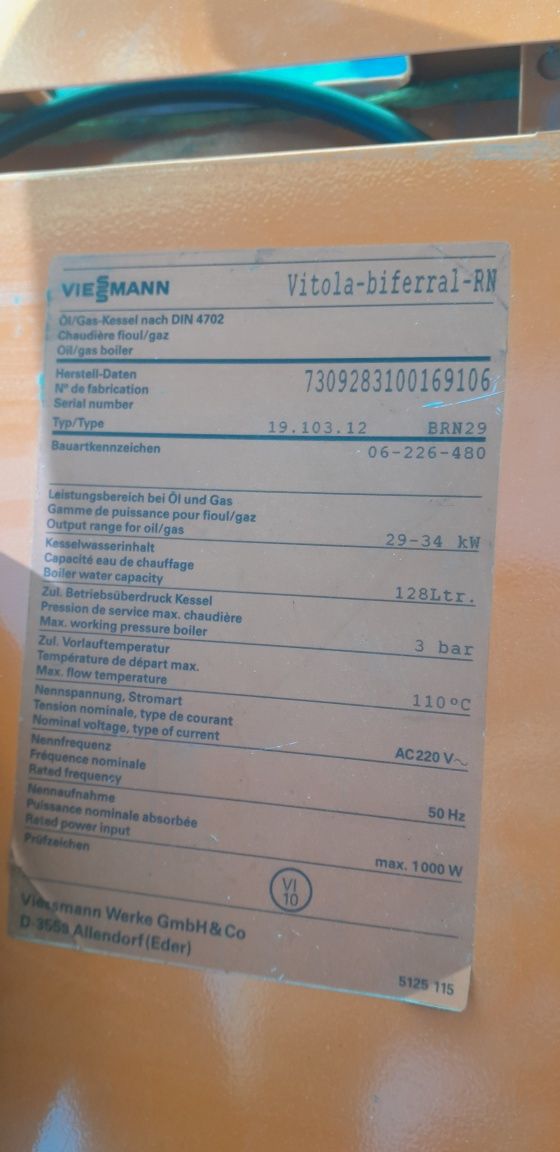 VIESSMANN Vitola-biferral-RN
Öl/Gas-Kessel nach DIN 4702
Chaudière fioul/gaz
Oil/gas boiler
Herstell-Daten
N° de fabrication 7309283100169106
Serial number
Typ/Type 19.103.12 BRN29
Bauartkennzeichen 06-226-480
Leistungsbereich bei Öl und Gas
Gamme de puissance pour fioul/gaz
Output range for oil/gas 29-34 kW
Kesselwasserinhalt
Capacité eau de chauffage
Boiler water capacity 128Ltr.
Zul. Betriebsüberdruck Kessel
Pression de service max. chaudière
Max. working pressure boiler 3 bar
Zul. Vorlauftemperatur
Température de départ max.
Max. flow temperature 110°C
Nennspannung, Stromart
Tension nominale, type de courant
Nominal voltage, type of current AC220 V~
Nennfrequenz
Fréquence nominale
Rated frequency 50 Hz
Nennaufnahme
Puissance nominale absorbée
Rated power input max. 1000 W
Prüfzeichen
VI
10
Viessmann Werke GmbH & Co
Allendorf (Eder)
5125 115